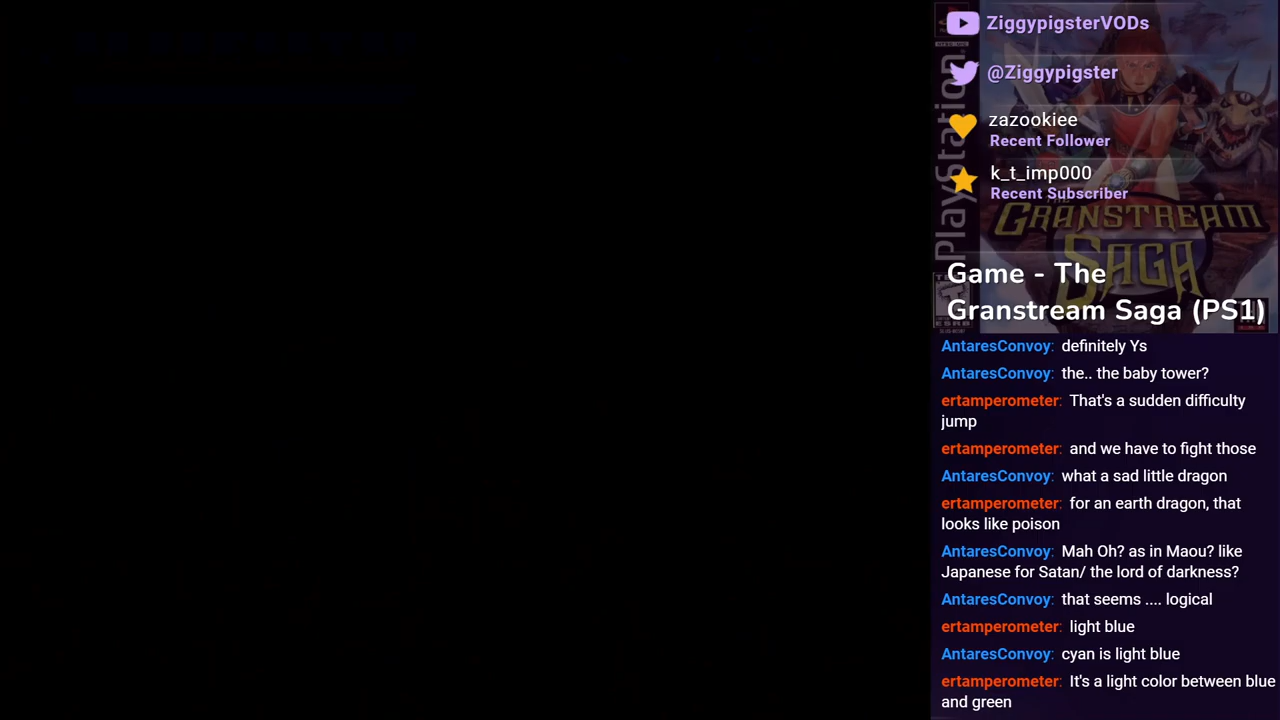 ZiggypigsterVODs
@Ziggypigster
zazookiee
Recent Follower
k_t_imp000
Recent Subscriber
PlayStation
GRANSTREAM
SAGA
Game - The
Granstream Saga (PS1)
AntaresConvoy: definitely Ys
AntaresConvoy: the.. the baby tower?
ertamperometer: That's a sudden difficulty
jump
ertamperometer: and we have to fight those
AntaresConvoy: what a sad little dragon
ertamperometer: for an earth dragon, that
looks like poison
AntaresConvoy: Mah Oh? as in Maou? like
Japanese for Satan/ the lord of darkness?
AntaresConvoy: that seems .... logical
ertamperometer: light blue
AntaresConvoy: cyan is light blue
ertamperometer: It's a light color between blue
and green